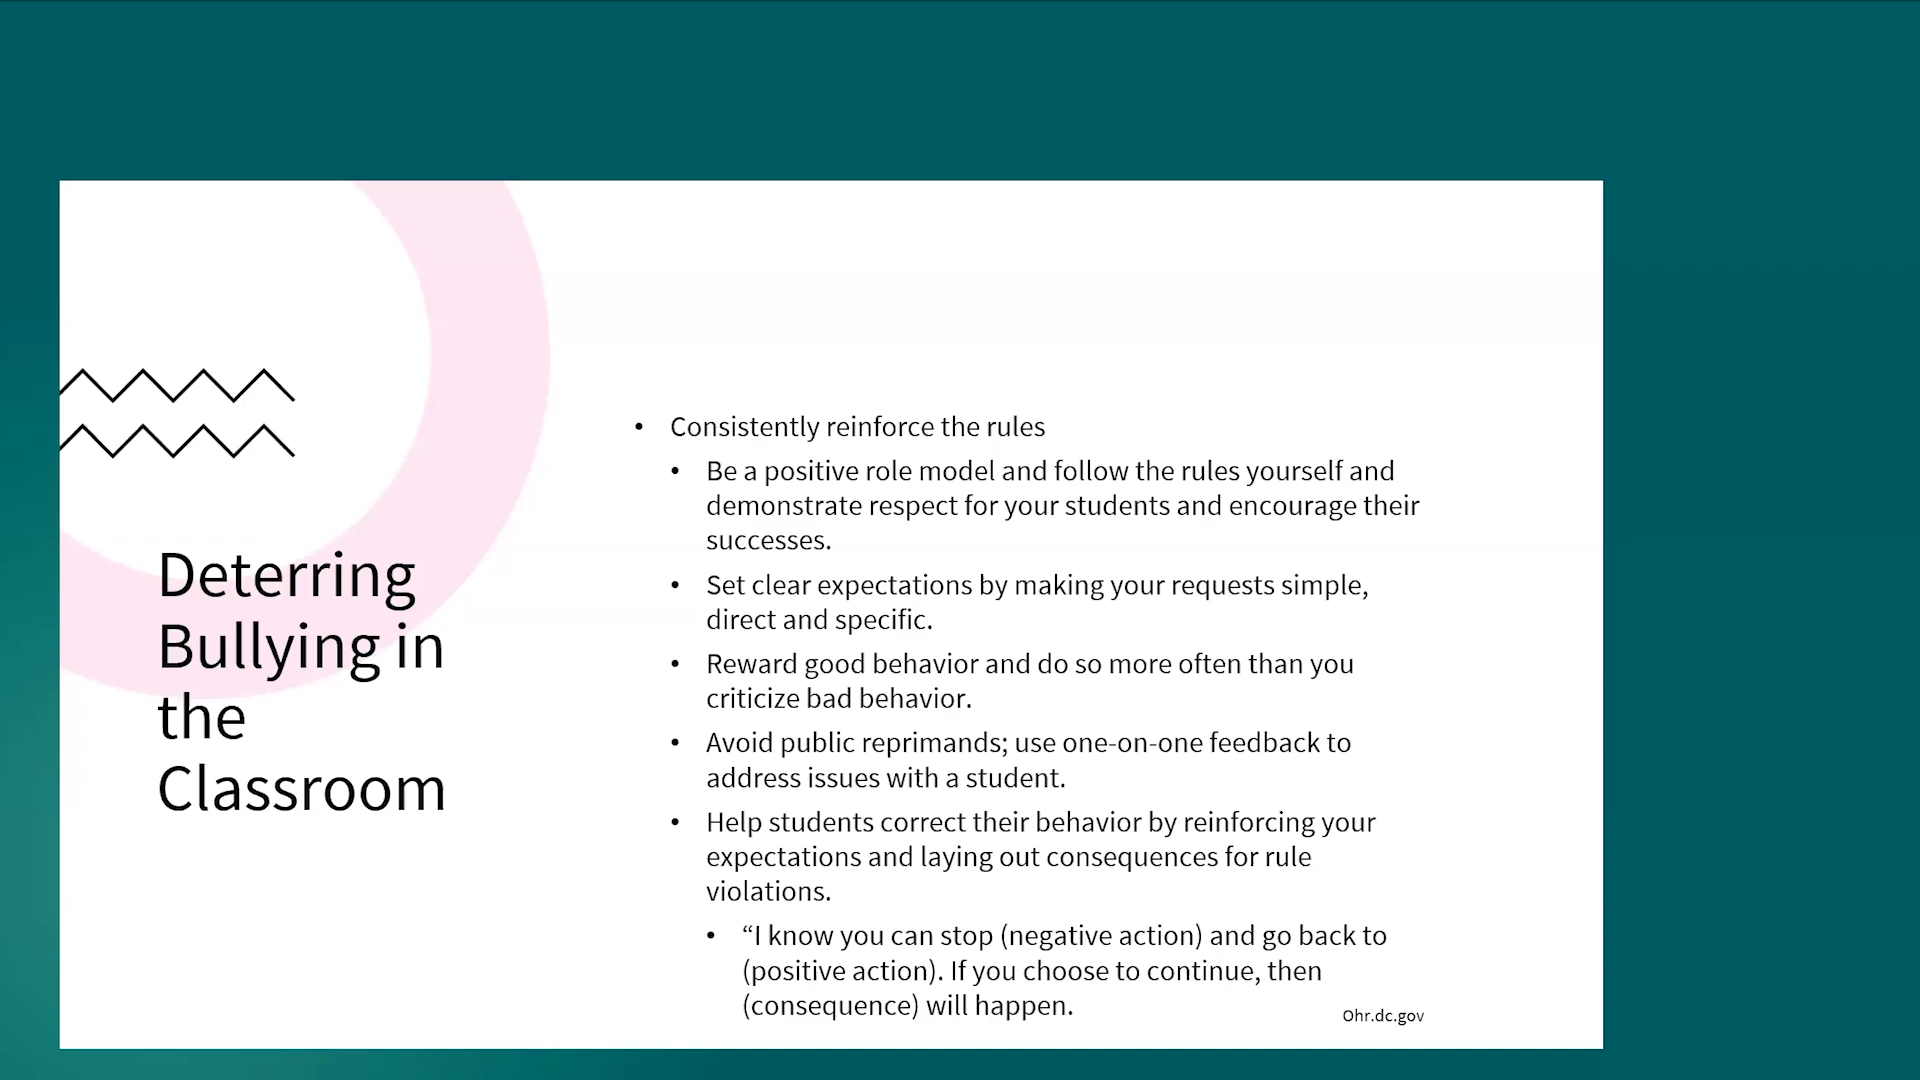 Deterring
Bullying in
the
Classroom
• Consistently reinforce the rules
• Be a positive role model and follow the rules yourself and
demonstrate respect for your students and encourage their
successes.
• Set clear expectations by making your requests simple,
direct and specific.
• Reward good behavior and do so more often than you
criticize bad behavior.
• Avoid public reprimands; use one-on-one feedback to
address issues with a student.
• Help students correct their behavior by reinforcing your
expectations and laying out consequences for rule
violations.
• “I know you can stop (negative action) and go back to
(positive action). If you choose to continue, then
(consequence) will happen.
Ohr.dc.gov